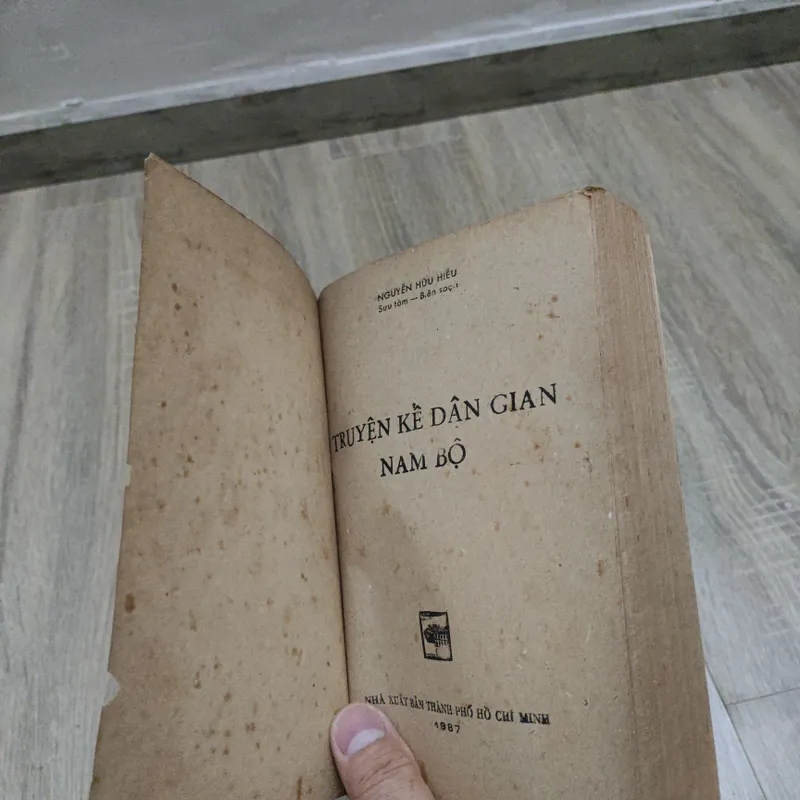 NGUYỄN HỮU HIẾU
Sưu tầm — Biên soạn
TRUYỆN KỂ DÂN GIAN
NAM BỘ
NHÀ XUẤT BẢN THÀNH PHỐ HỒ CHÍ MINH
1987